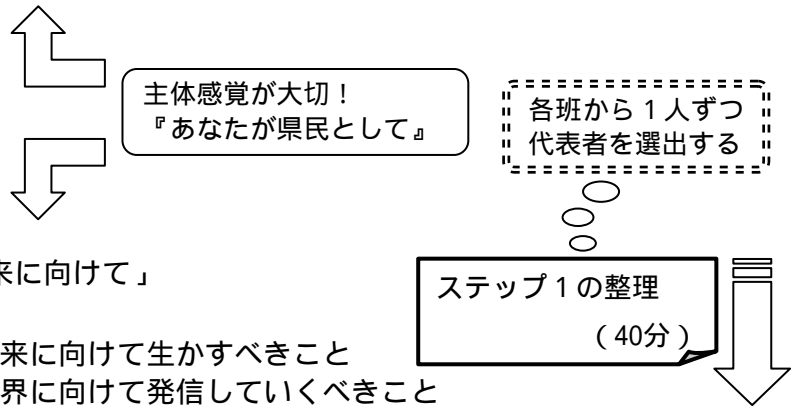 主体感覚が大切！
『あなたが県民として』
各班から１人ずつ
代表者を選出する
来に向けて」
ステップ１の整理
（40分）
来に向けて生かすべきこと
界に向けて発信していくべきこと